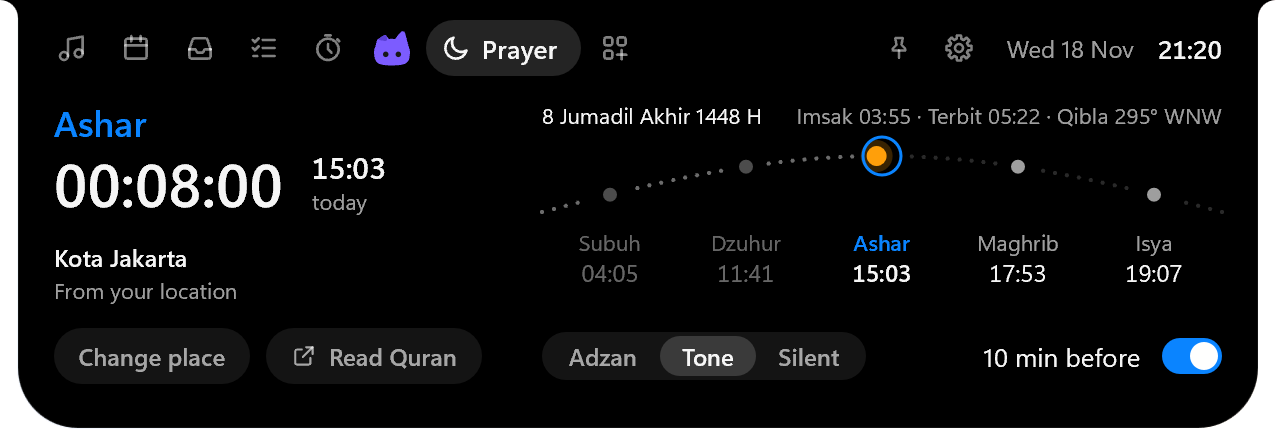 Prayer
Wed 18 Nov 21:20
Ashar
00:08:00
15:03
today
Kota Jakarta
From your location
Change place
Read Quran
8 Jumadil Akhir 1448 H
Imsak 03:55 · Terbit 05:22 · Qibla 295° WNW
Subuh Dzuhur Ashar Maghrib Isya
04:05 11:41 15:03 17:53 19:07
Adzan Tone Silent
10 min before